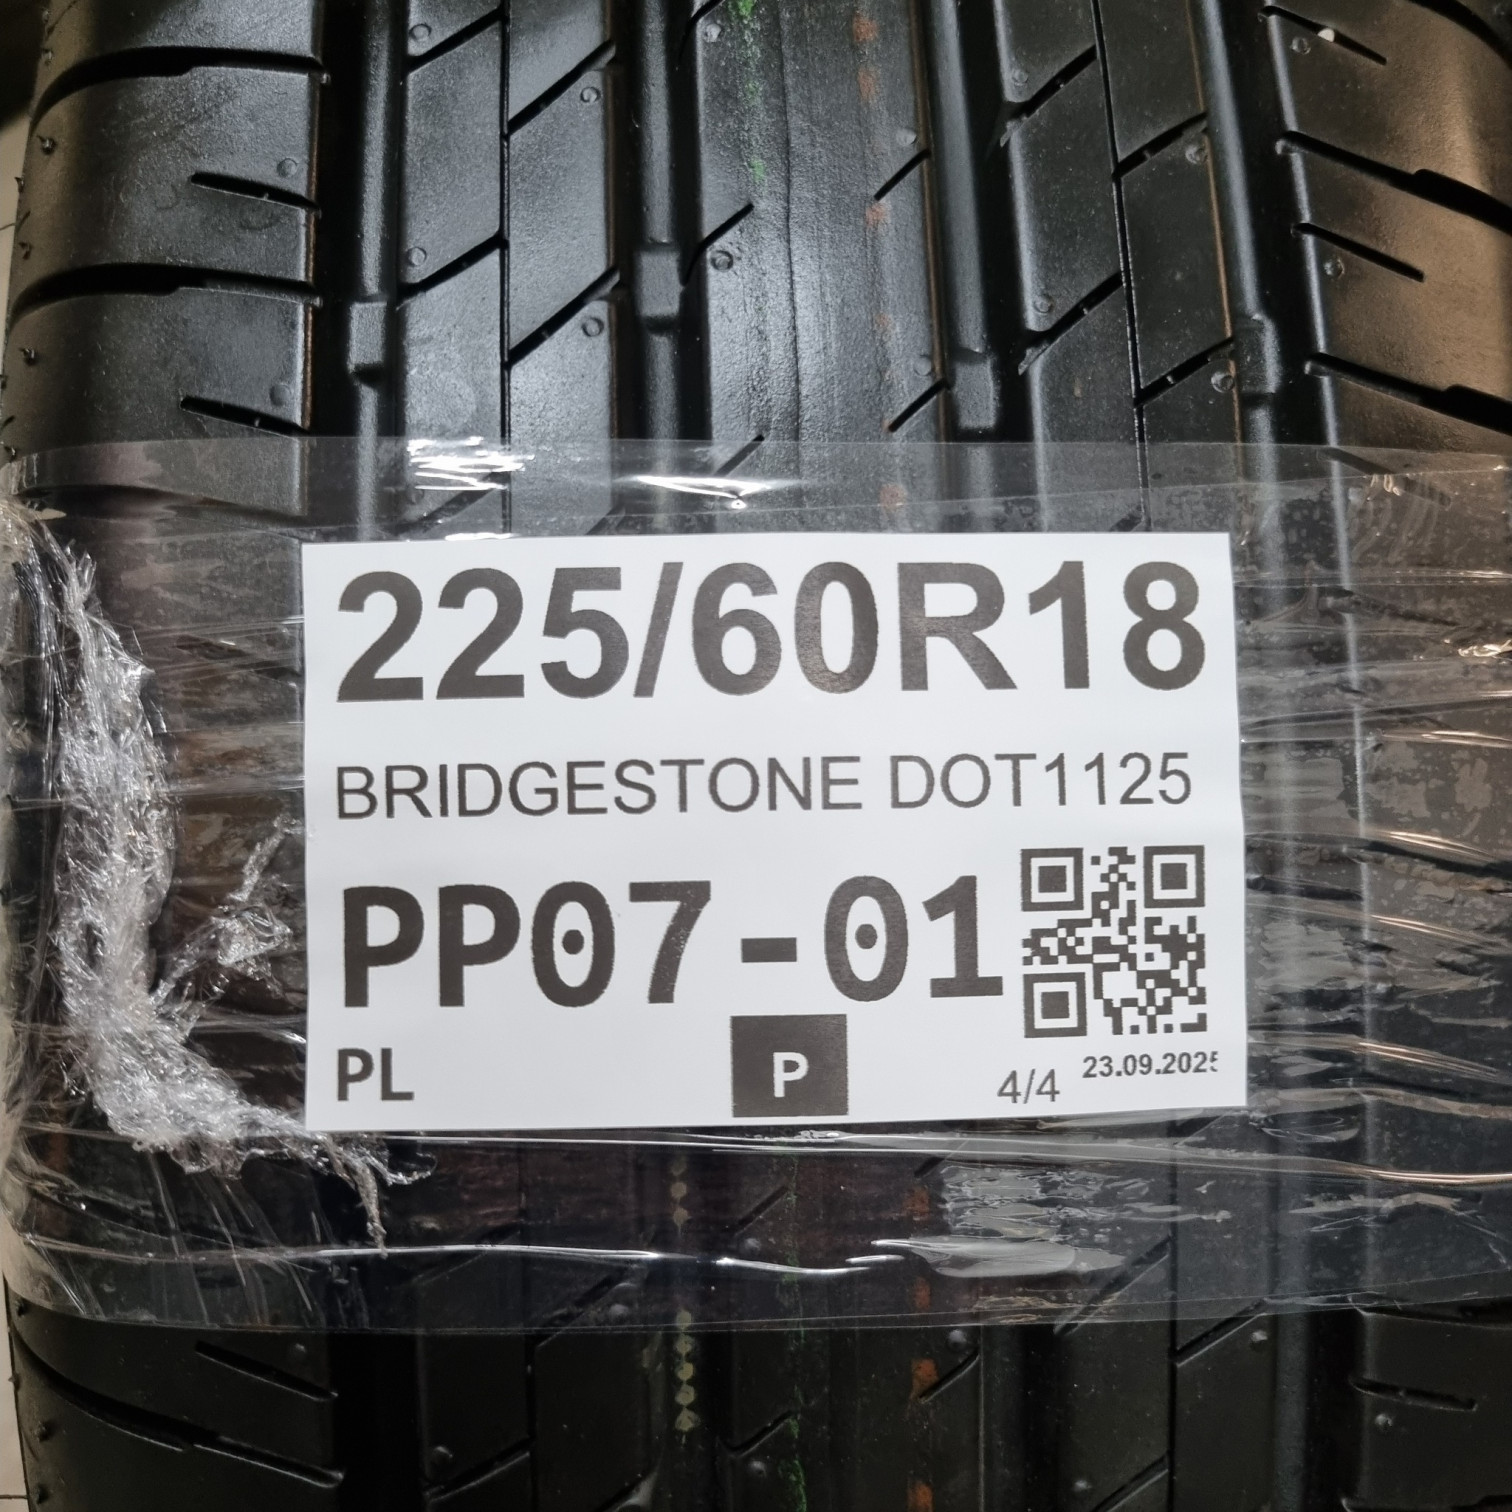 225/60R18
BRIDGESTONE DOT1125
PP07-01
PL P 4/4 23.09.2025